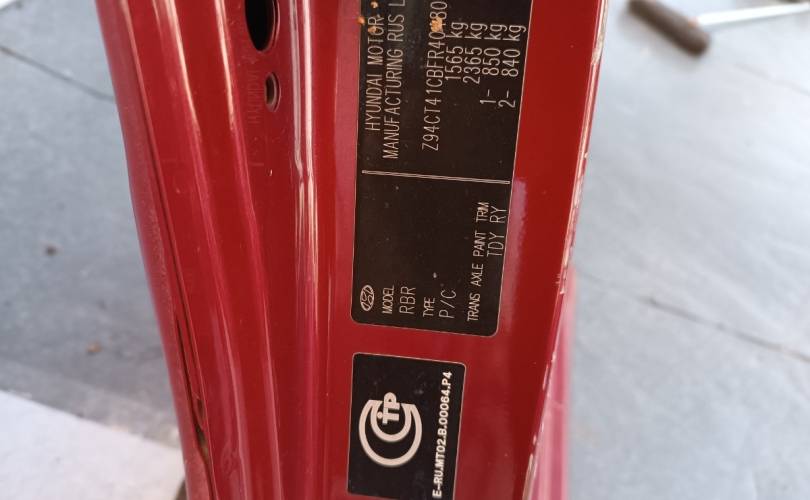 HYUNDAI MOTOR
MANUFACTURING RUS
1565 kg
2365 kg
1- 850 kg
2- 840 kg
MODEL
RBR
TYPE
P/C
TRANS AXLE PAINT TRIM
TDY RY
E-RU.MT02.B.00064.P4